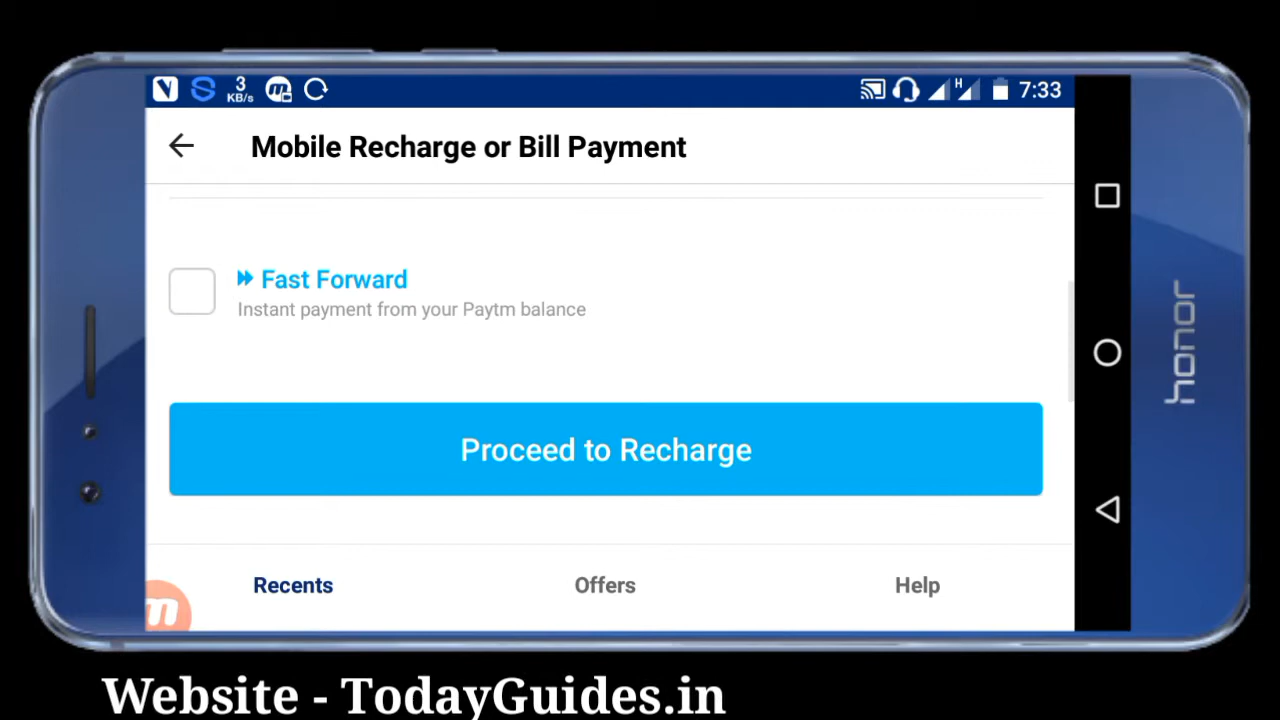 3
KB/s
H
7:33
Mobile Recharge or Bill Payment
Fast Forward
Instant payment from your Paytm balance
Proceed to Recharge
Recents
Offers
Help
m
honor
Website - TodayGuides.in